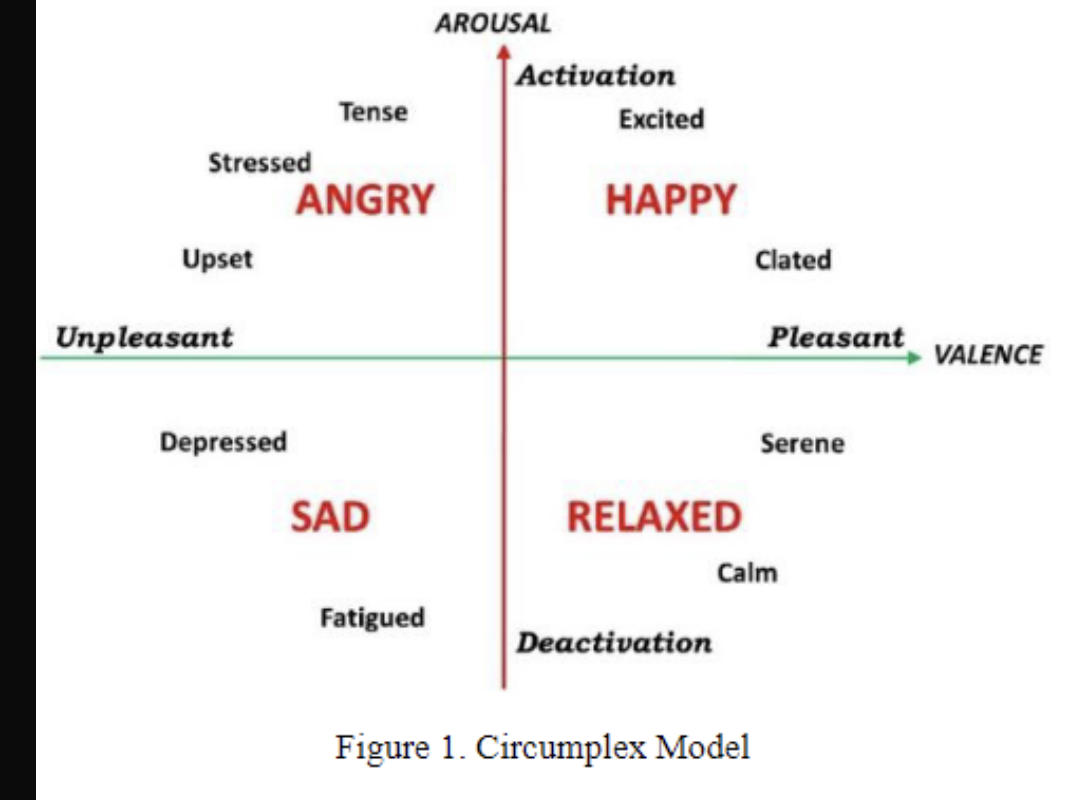 AROUSAL
Activation
Tense
Excited
Stressed
ANGRY
HAPPY
Upset
Clated
Unpleasant
Pleasant
VALENCE
Depressed
Serene
SAD
RELAXED
Calm
Fatigued
Deactivation
Figure 1. Circumplex Model